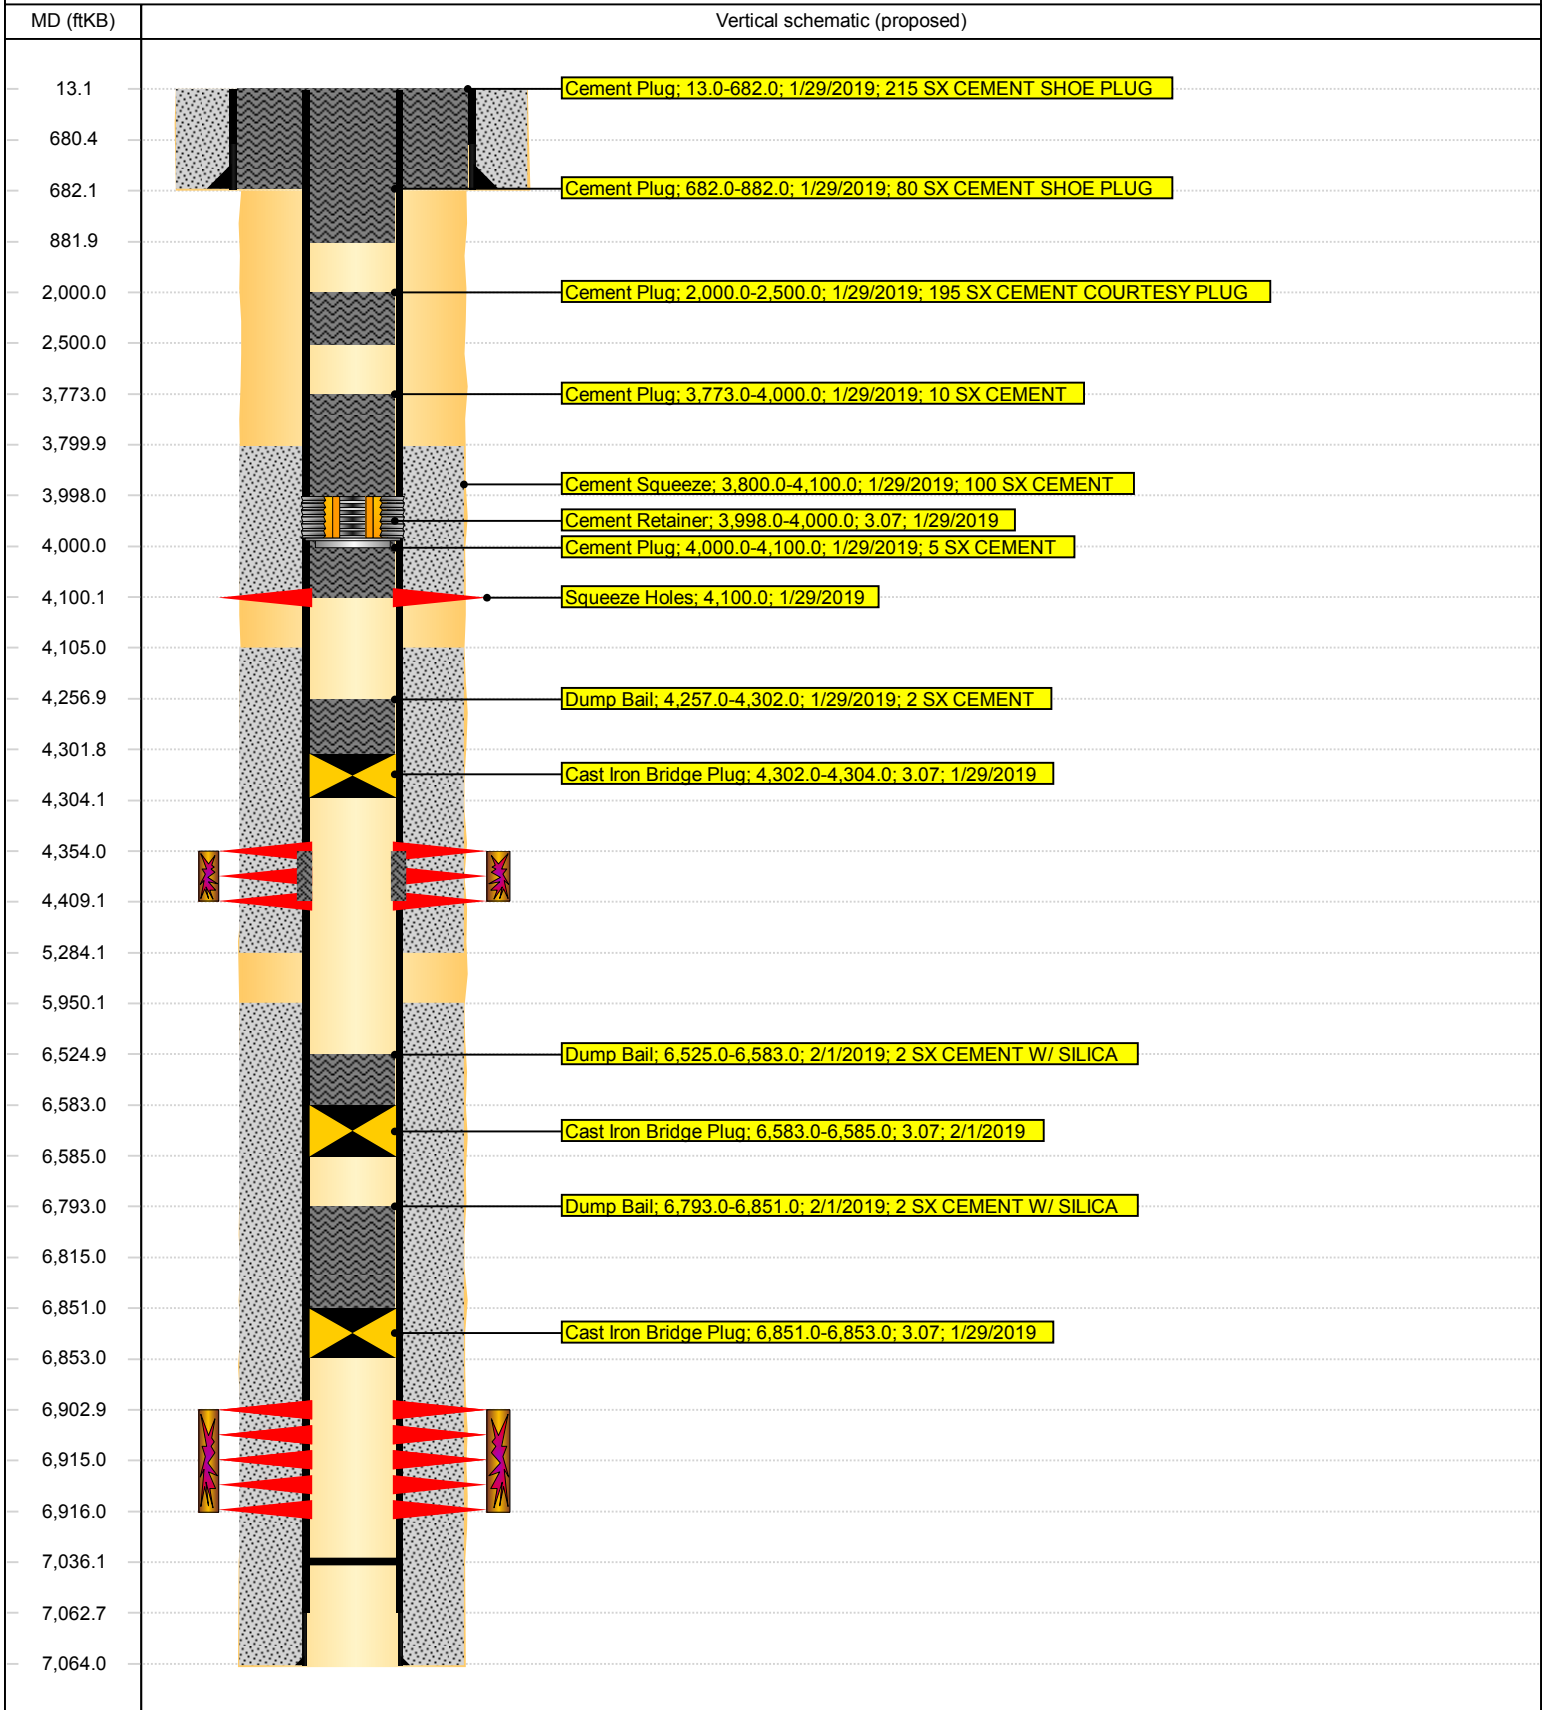 MD (ftKB) Vertical schematic (proposed)
13.1 Cement Plug; 13.0-682.0; 1/29/2019; 215 SX CEMENT SHOE PLUG
680.4
682.1 Cement Plug; 682.0-882.0; 1/29/2019; 80 SX CEMENT SHOE PLUG
881.9
2,000.0 Cement Plug; 2,000.0-2,500.0; 1/29/2019; 195 SX CEMENT COURTESY PLUG
2,500.0
3,773.0 Cement Plug; 3,773.0-4,000.0; 1/29/2019; 10 SX CEMENT
3,799.9
Cement Squeeze; 3,800.0-4,100.0; 1/29/2019; 100 SX CEMENT
3,998.0
Cement Retainer; 3,998.0-4,000.0; 3.07; 1/29/2019
4,000.0 Cement Plug; 4,000.0-4,100.0; 1/29/2019; 5 SX CEMENT
4,100.1 Squeeze Holes; 4,100.0; 1/29/2019
4,105.0
4,256.9 Dump Bail; 4,257.0-4,302.0; 1/29/2019; 2 SX CEMENT
4,301.8
Cast Iron Bridge Plug; 4,302.0-4,304.0; 3.07; 1/29/2019
4,304.1
4,354.0
4,409.1
5,284.1
5,950.1
6,524.9 Dump Bail; 6,525.0-6,583.0; 2/1/2019; 2 SX CEMENT W/ SILICA
6,583.0
Cast Iron Bridge Plug; 6,583.0-6,585.0; 3.07; 2/1/2019
6,585.0
6,793.0 Dump Bail; 6,793.0-6,851.0; 2/1/2019; 2 SX CEMENT W/ SILICA
6,815.0
6,851.0
Cast Iron Bridge Plug; 6,851.0-6,853.0; 3.07; 1/29/2019
6,853.0
6,902.9
6,915.0
6,916.0
7,036.1
7,062.7
7,064.0